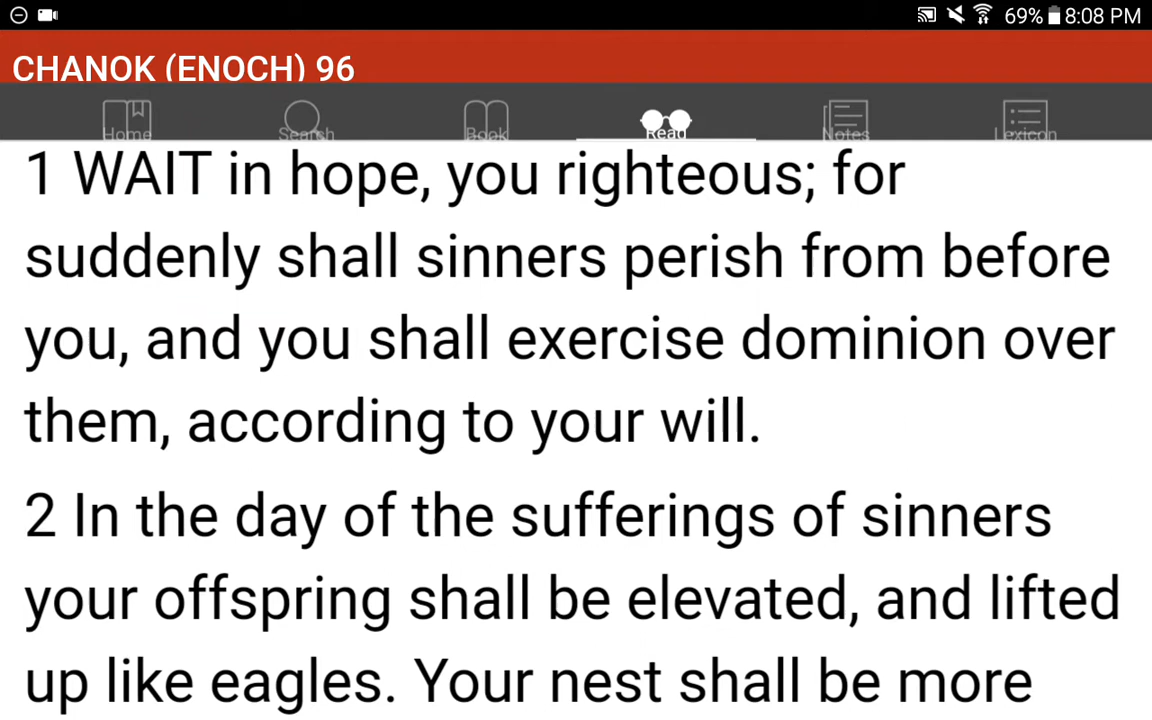 69% 8:08 PM
CHANOK (ENOCH) 96
Home Search Book Read Notes Lexicon
1 WAIT in hope, you righteous; for
suddenly shall sinners perish from before
you, and you shall exercise dominion over
them, according to your will.
2 In the day of the sufferings of sinners
your offspring shall be elevated, and lifted
up like eagles. Your nest shall be more